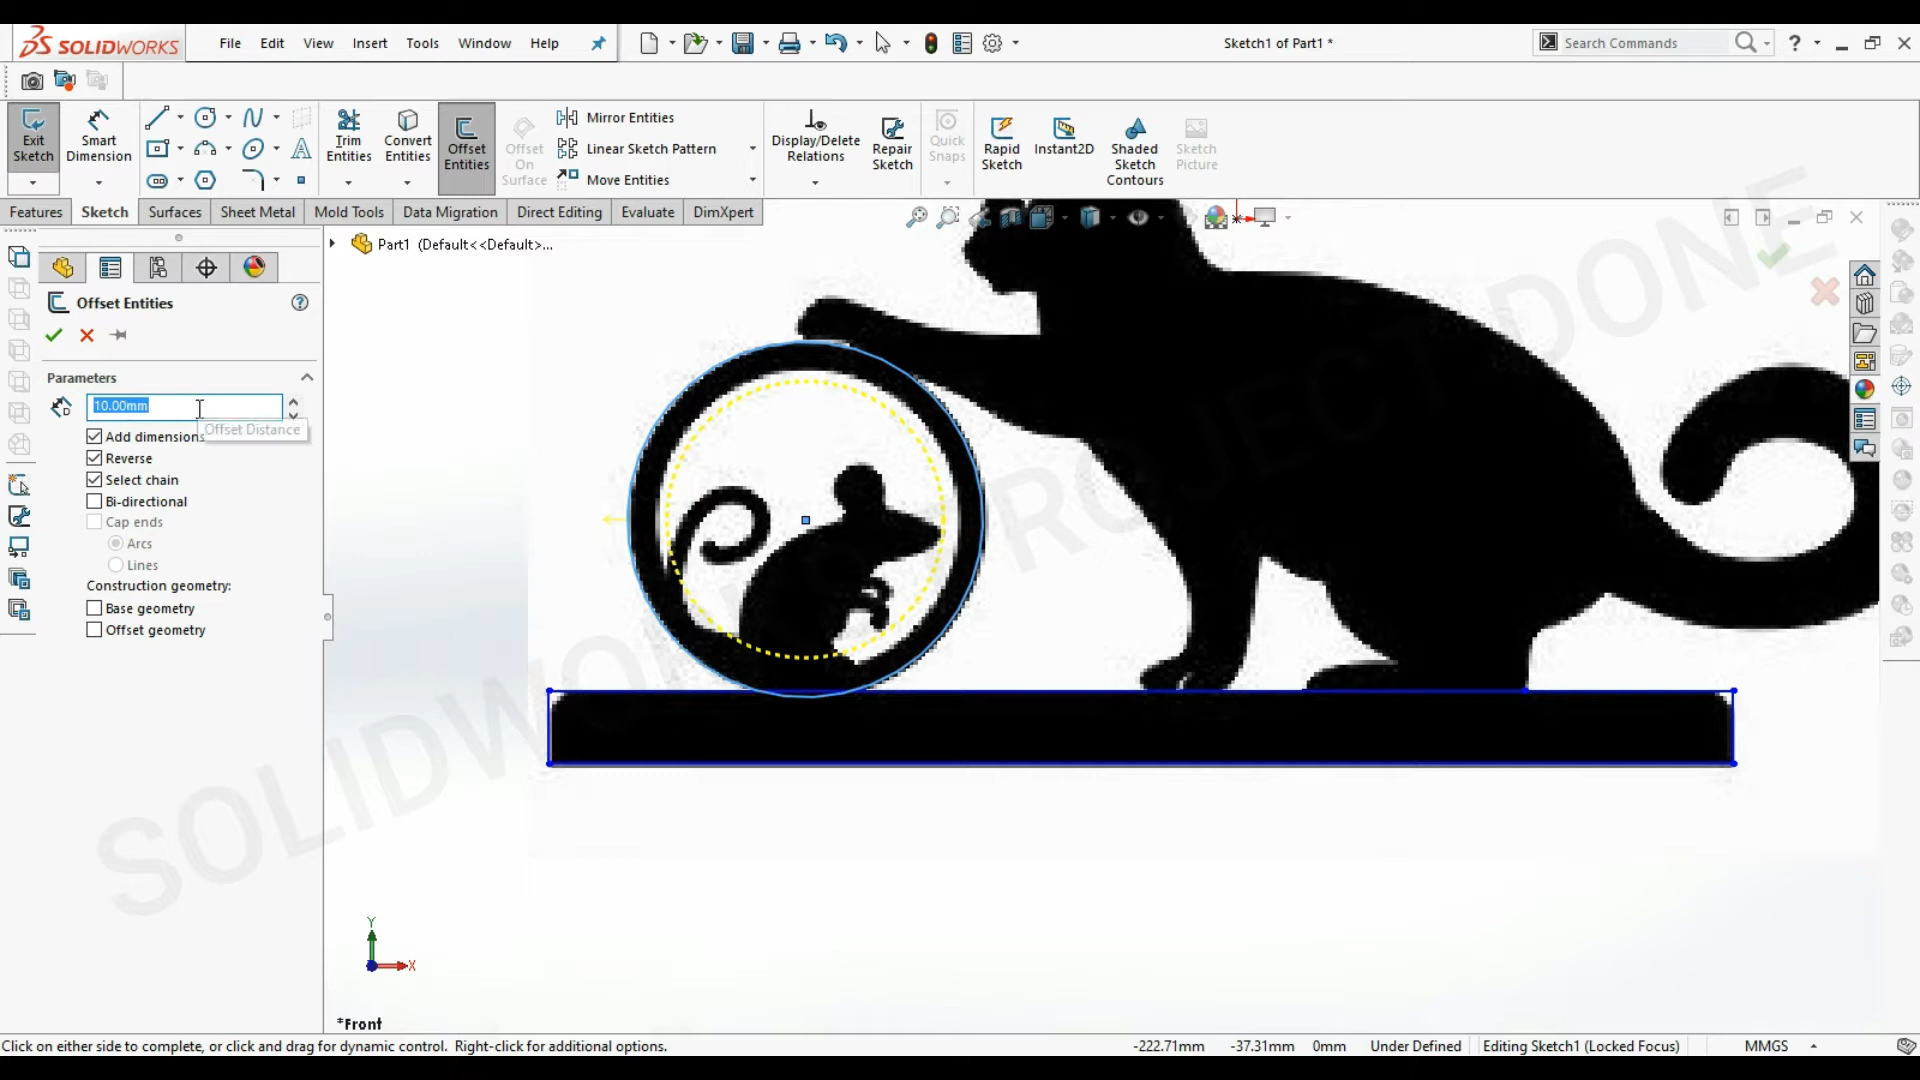 SOLIDWORKS
File Edit View Insert Tools Window Help
Sketch1 of Part1 *
Search Commands
?
Exit Sketch
Smart Dimension
Trim Entities
Convert Entities
Offset Entities
Offset On Surface
Mirror Entities
Linear Sketch Pattern
Move Entities
Display/Delete Relations
Repair Sketch
Quick Snaps
Rapid Sketch
Instant2D
Shaded Sketch Contours
Sketch Picture
Features Sketch Surfaces Sheet Metal Mold Tools Data Migration Direct Editing Evaluate DimXpert
Part1 (Default<<Default>...
Offset Entities
Parameters
10.00mm
Offset Distance
Add dimensions
Reverse
Select chain
Bi-directional
Cap ends
Arcs
Lines
Construction geometry:
Base geometry
Offset geometry
Y
X
*Front
Click on either side to complete, or click and drag for dynamic control. Right-click for additional options.
-222.71mm -37.31mm 0mm Under Defined Editing Sketch1 (Locked Focus) MMGS